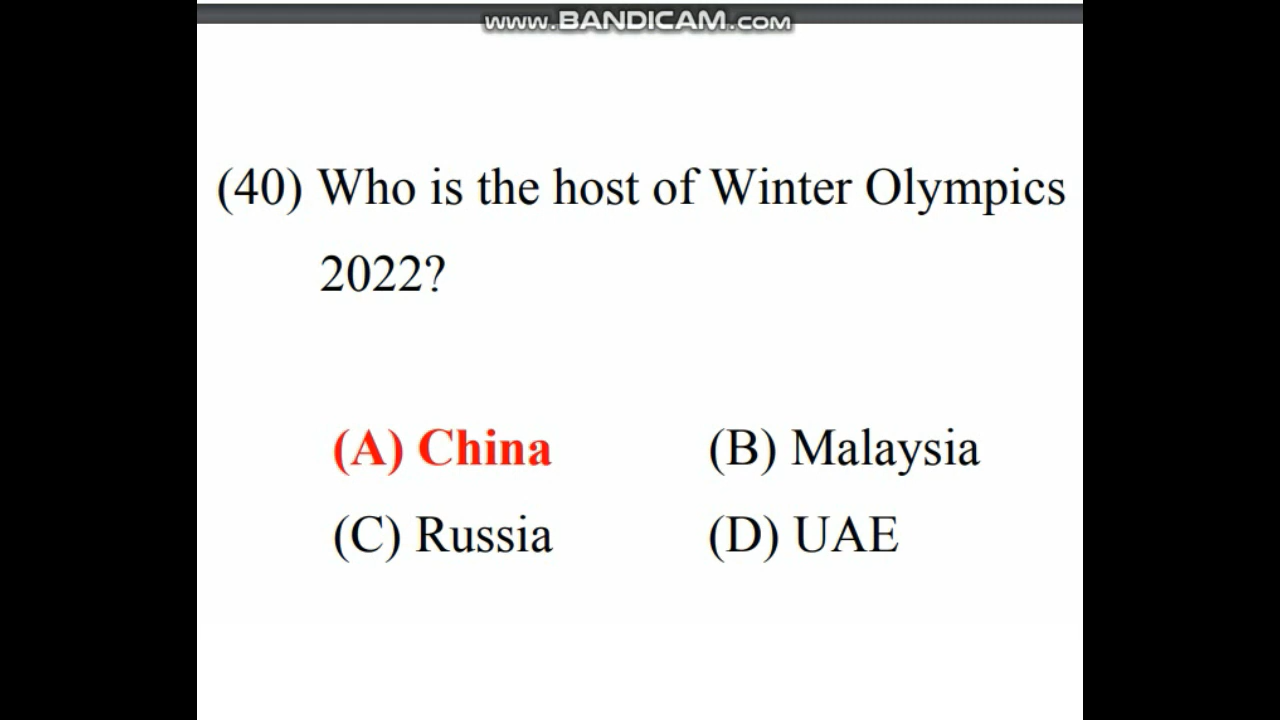 www.BANDICAM.com
(40) Who is the host of Winter Olympics
2022?
(A) China (B) Malaysia
(C) Russia (D) UAE